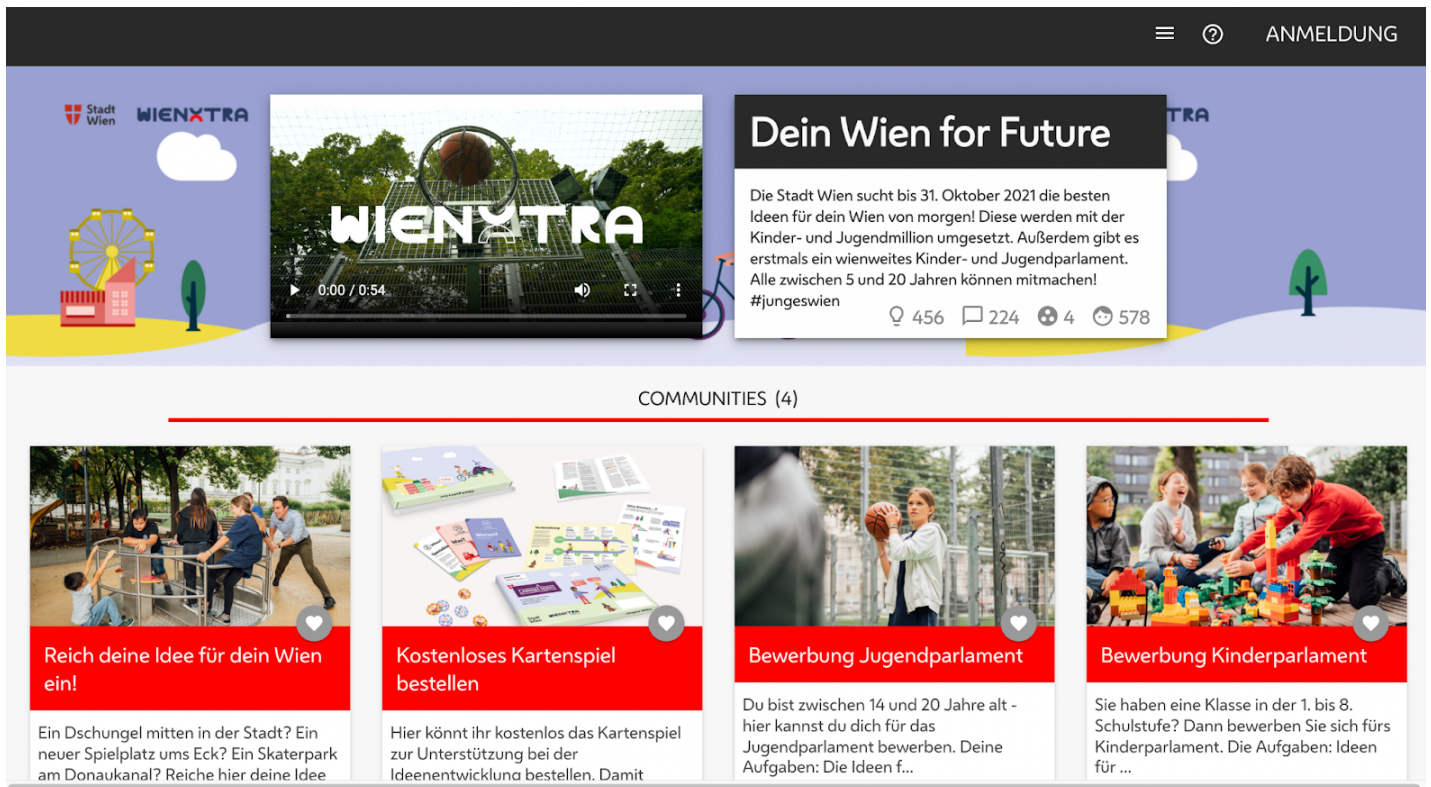 ANMELDUNG
Stadt
Wien
WIENXTRA
WIENXTRA
0:00 / 0:54
Dein Wien for Future
TRA
Die Stadt Wien sucht bis 31. Oktober 2021 die besten
Ideen für dein Wien von morgen! Diese werden mit der
Kinder- und Jugendmillion umgesetzt. Außerdem gibt es
erstmals ein wienweites Kinder- und Jugendparlament.
Alle zwischen 5 und 20 Jahren können mitmachen!
#jungeswien
456 224 4 578
COMMUNITIES (4)
Reich deine Idee für dein Wien
ein!
Ein Dschungel mitten in der Stadt? Ein
neuer Spielplatz ums Eck? Ein Skaterpark
am Donaukanal? Reiche hier deine Idee
WIENXTRA
Kostenloses Kartenspiel
bestellen
Hier könnt ihr kostenlos das Kartenspiel
zur Unterstützung bei der
Ideenentwicklung bestellen. Damit
Bewerbung Jugendparlament
Du bist zwischen 14 und 20 Jahre alt -
hier kannst du dich für das
Jugendparlament bewerben. Deine
Aufgaben: Die Ideen f...
Bewerbung Kinderparlament
Sie haben eine Klasse in der 1. bis 8.
Schulstufe? Dann bewerben Sie sich fürs
Kinderparlament. Die Aufgaben: Ideen
für ...